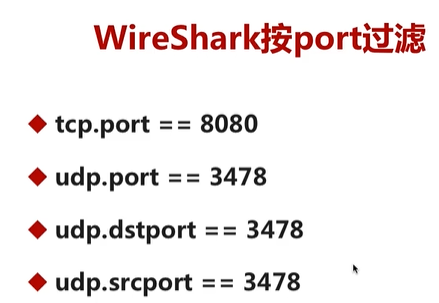 WireShark按port过滤
tcp.port == 8080
udp.port == 3478
udp.dstport == 3478
udp.srcport == 3478